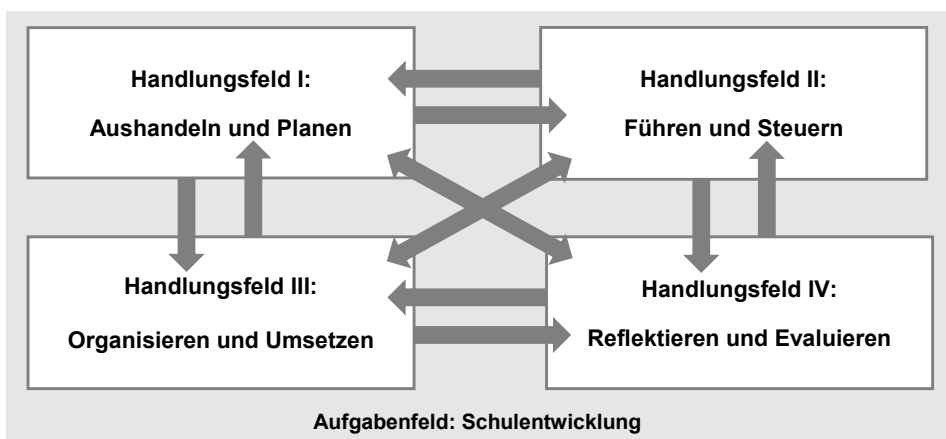 Handlungsfeld I:
Aushandeln und Planen
Handlungsfeld II:
Führen und Steuern
Handlungsfeld III:
Organisieren und Umsetzen
Handlungsfeld IV:
Reflektieren und Evaluieren
Aufgabenfeld: Schulentwicklung